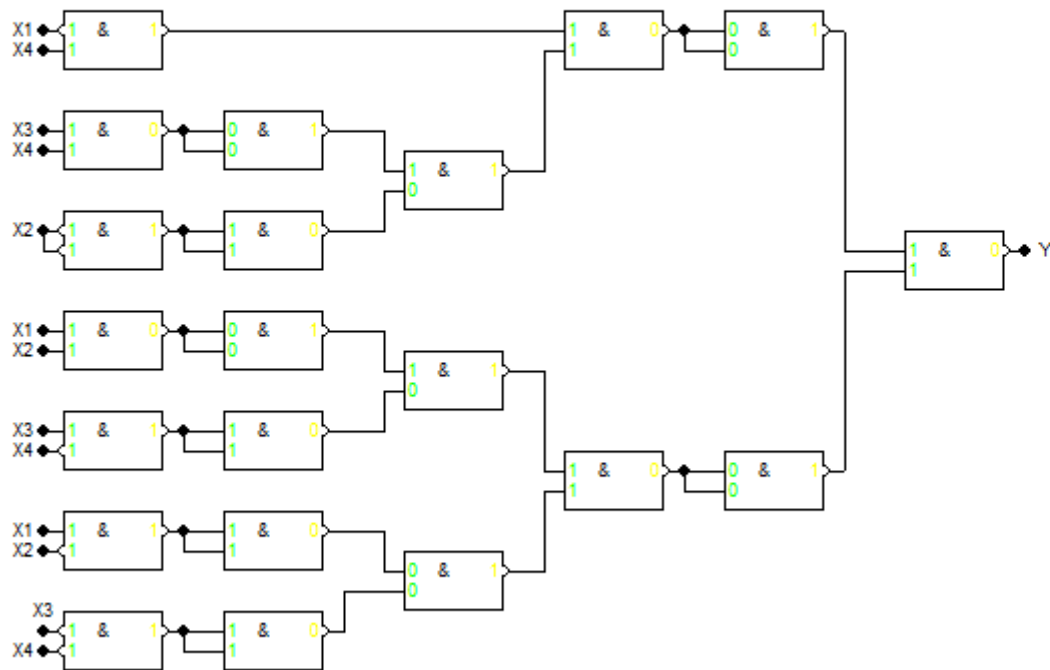 X1 1 & 1 1 & 0 0 & 1
X4 1 1 0
X3 1 & 0 0 & 1
X4 1 0 1 & 1
0
X2 1 & 1 1 & 0
1 1 1 & 0 Y
1
X1 1 & 0 0 & 1
X2 1 0 1 & 1
0
X3 1 & 1 1 & 0
X4 1 1 1 & 0 0 & 1
1 0
X1 1 & 1 1 & 0
X2 1 1 0 & 1
0
X3
1 & 1 1 & 0
X4 1 1